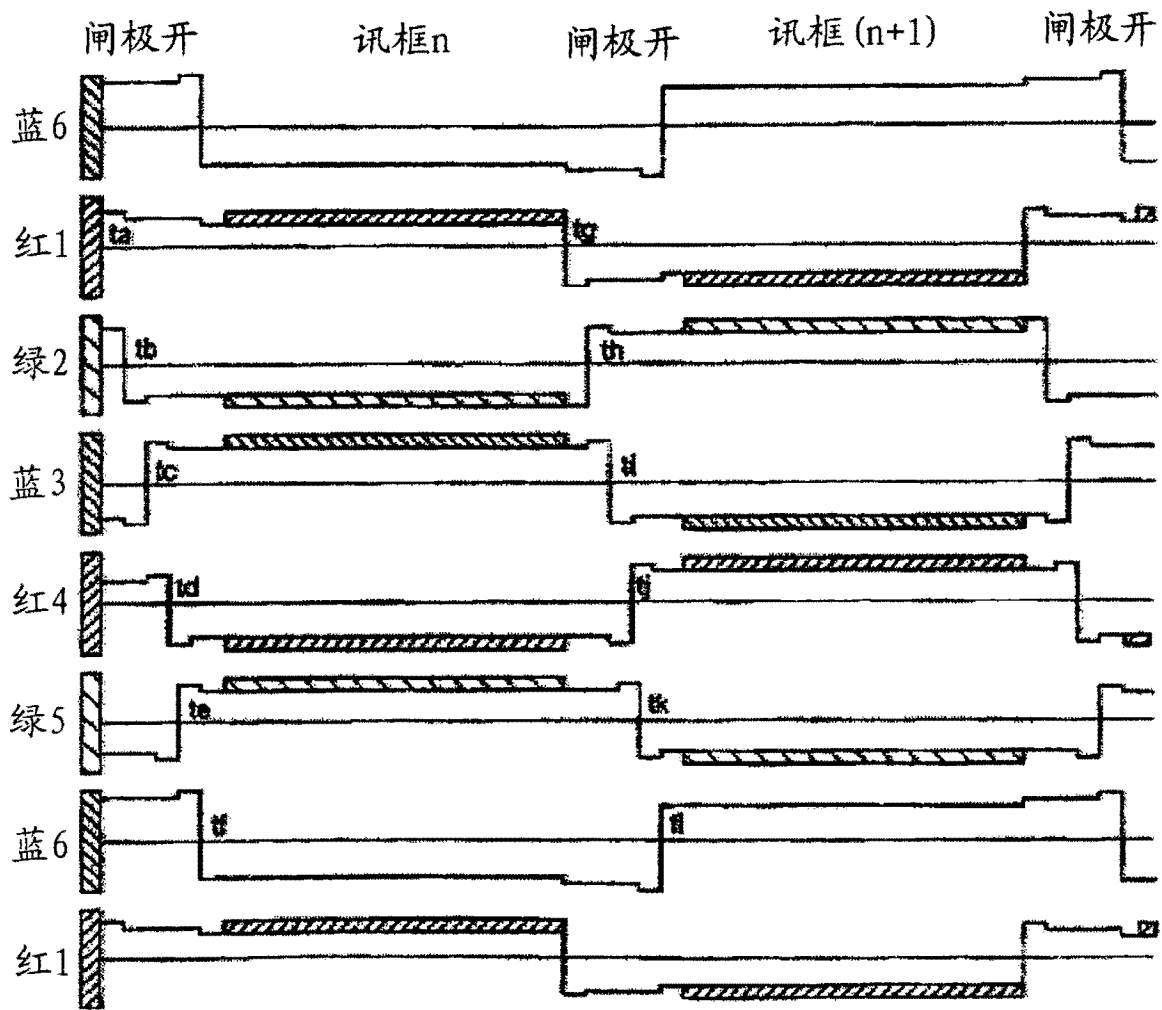 闸极开 讯框n 闸极开 讯框(n+1) 闸极开
蓝6
红1 ta tg
绿2 tb th
蓝3 tc ti
红4 td tj
绿5 te tk
蓝6 tf tl
红1